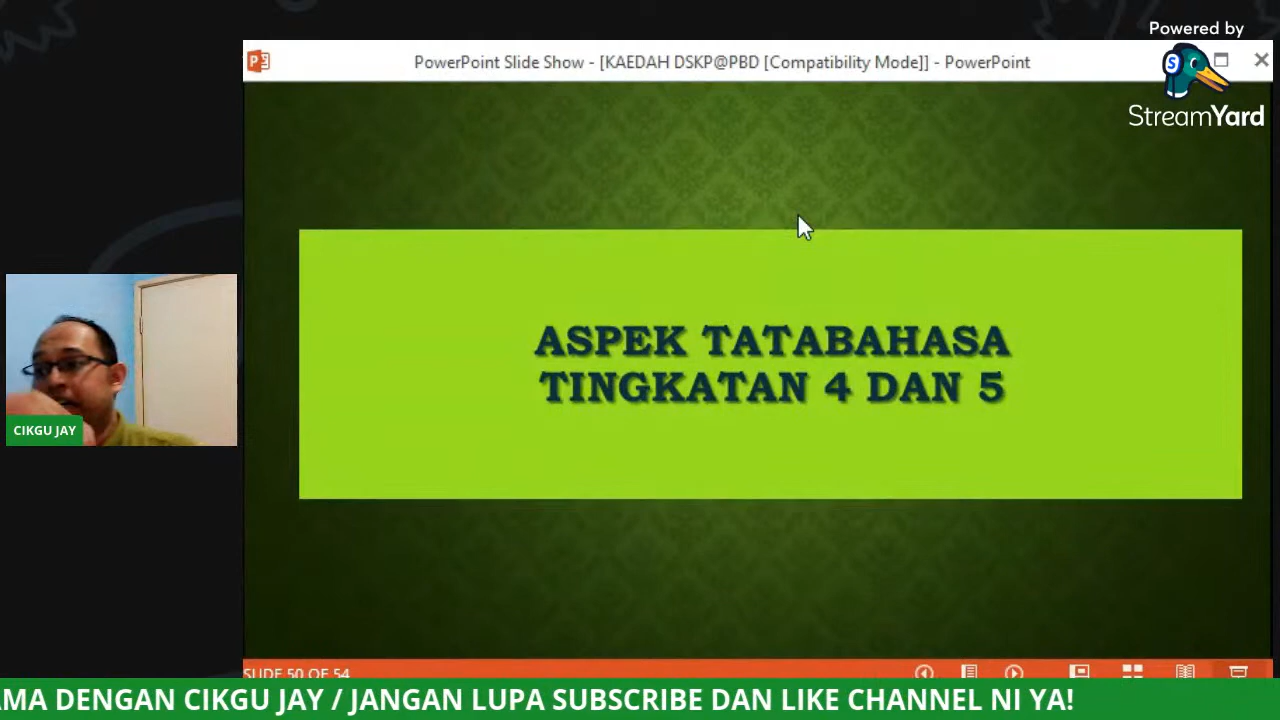 Powered by
PowerPoint Slide Show - [KAEDAH DSKP@PBD [Compatibility Mode]] - PowerPoint
StreamYard
ASPEK TATABAHASA
TINGKATAN 4 DAN 5
CIKGU JAY
SLIDE 50 OF 54
AMA DENGAN CIKGU JAY / JANGAN LUPA SUBSCRIBE DAN LIKE CHANNEL NI YA!